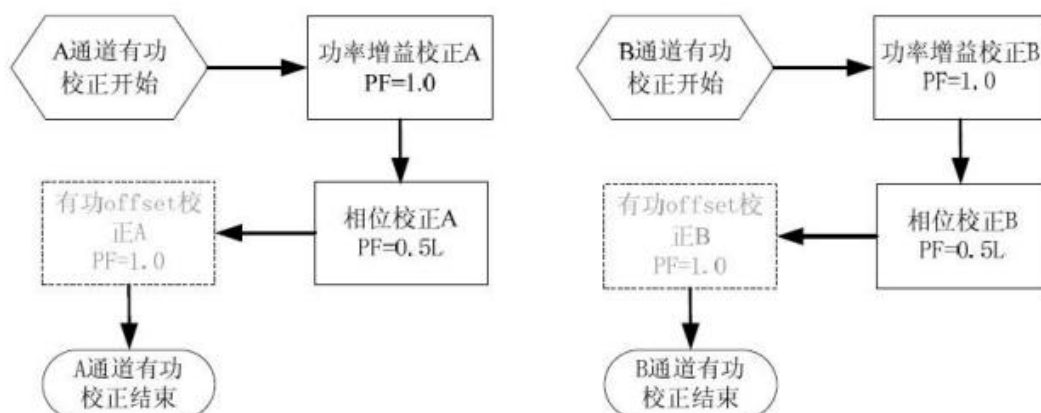 A通道有功
校正开始
功率增益校正A
PF=1.0
相位校正A
PF=0.5L
有功offset校
正A
PF=1.0
A通道有功
校正结束
B通道有功
校正开始
功率增益校正B
PF=1.0
相位校正B
PF=0.5L
有功offset校
正B
PF=1.0
B通道有功
校正结束